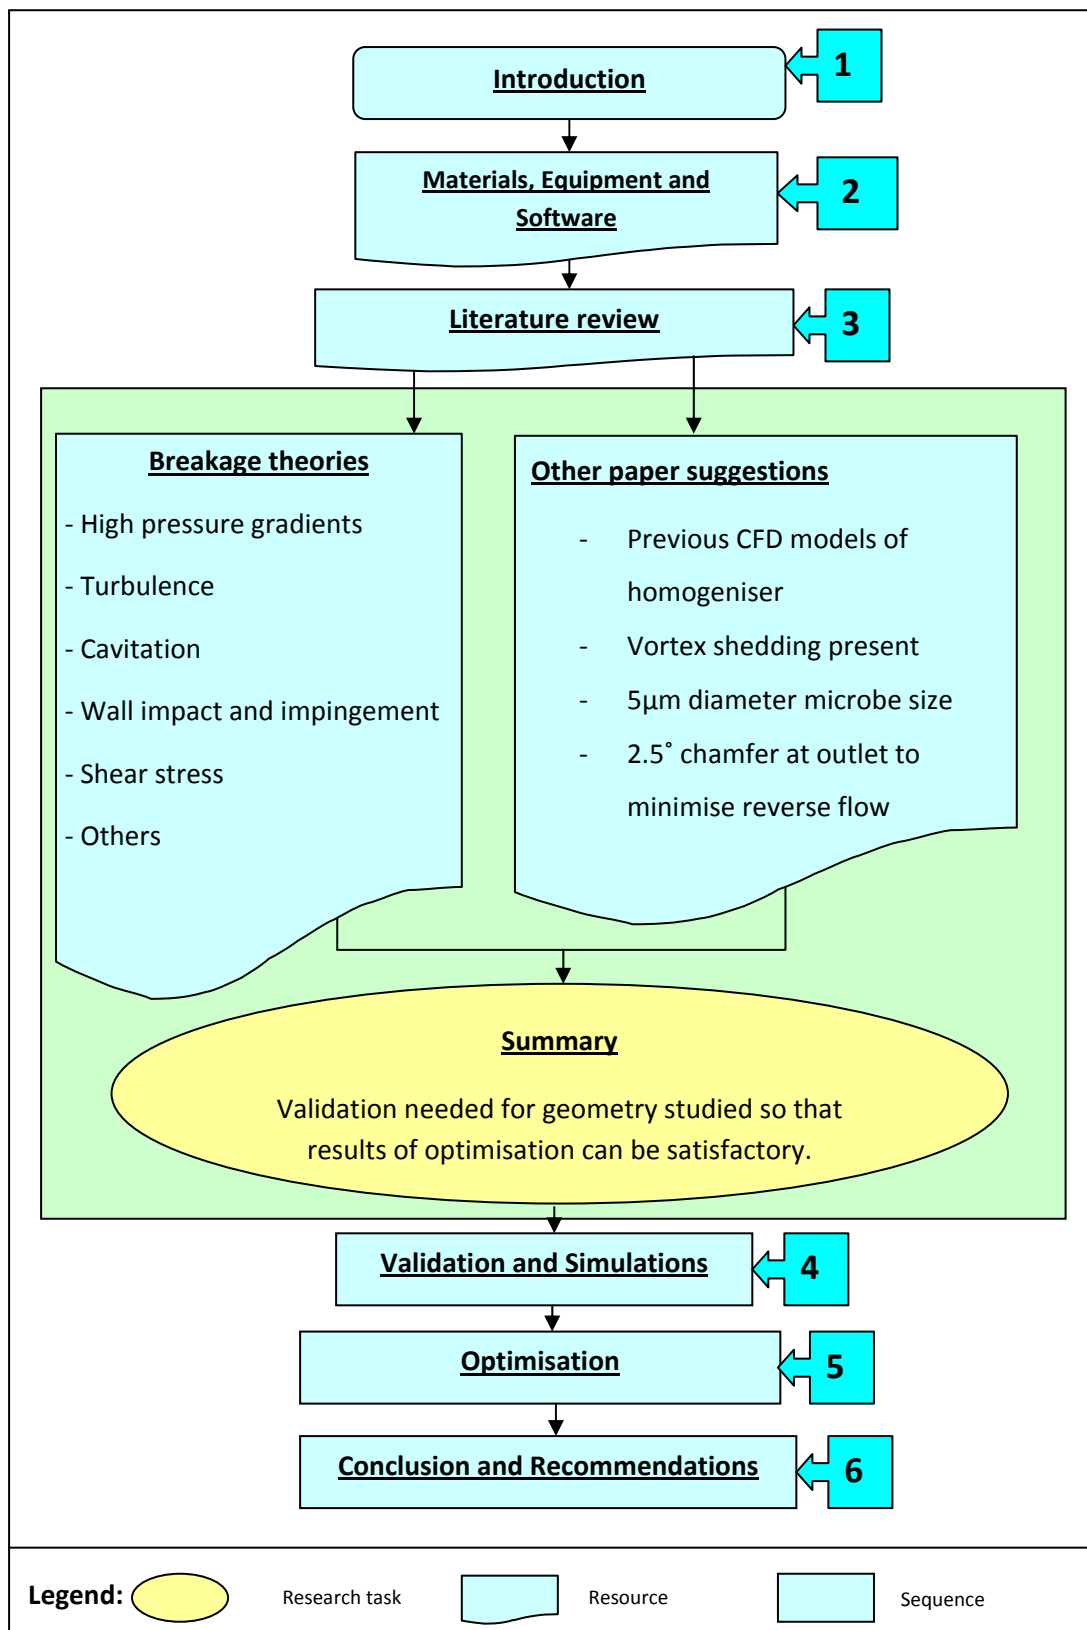 Introduction
1
Materials, Equipment and
Software
2
Literature review
3
Breakage theories
- High pressure gradients
- Turbulence
- Cavitation
- Wall impact and impingement
- Shear stress
- Others
Other paper suggestions
- Previous CFD models of
homogeniser
- Vortex shedding present
- 5µm diameter microbe size
- 2.5˚ chamfer at outlet to
minimise reverse flow
Summary
Validation needed for geometry studied so that
results of optimisation can be satisfactory.
Validation and Simulations
4
Optimisation
5
Conclusion and Recommendations
6
Legend:
Research task
Resource
Sequence